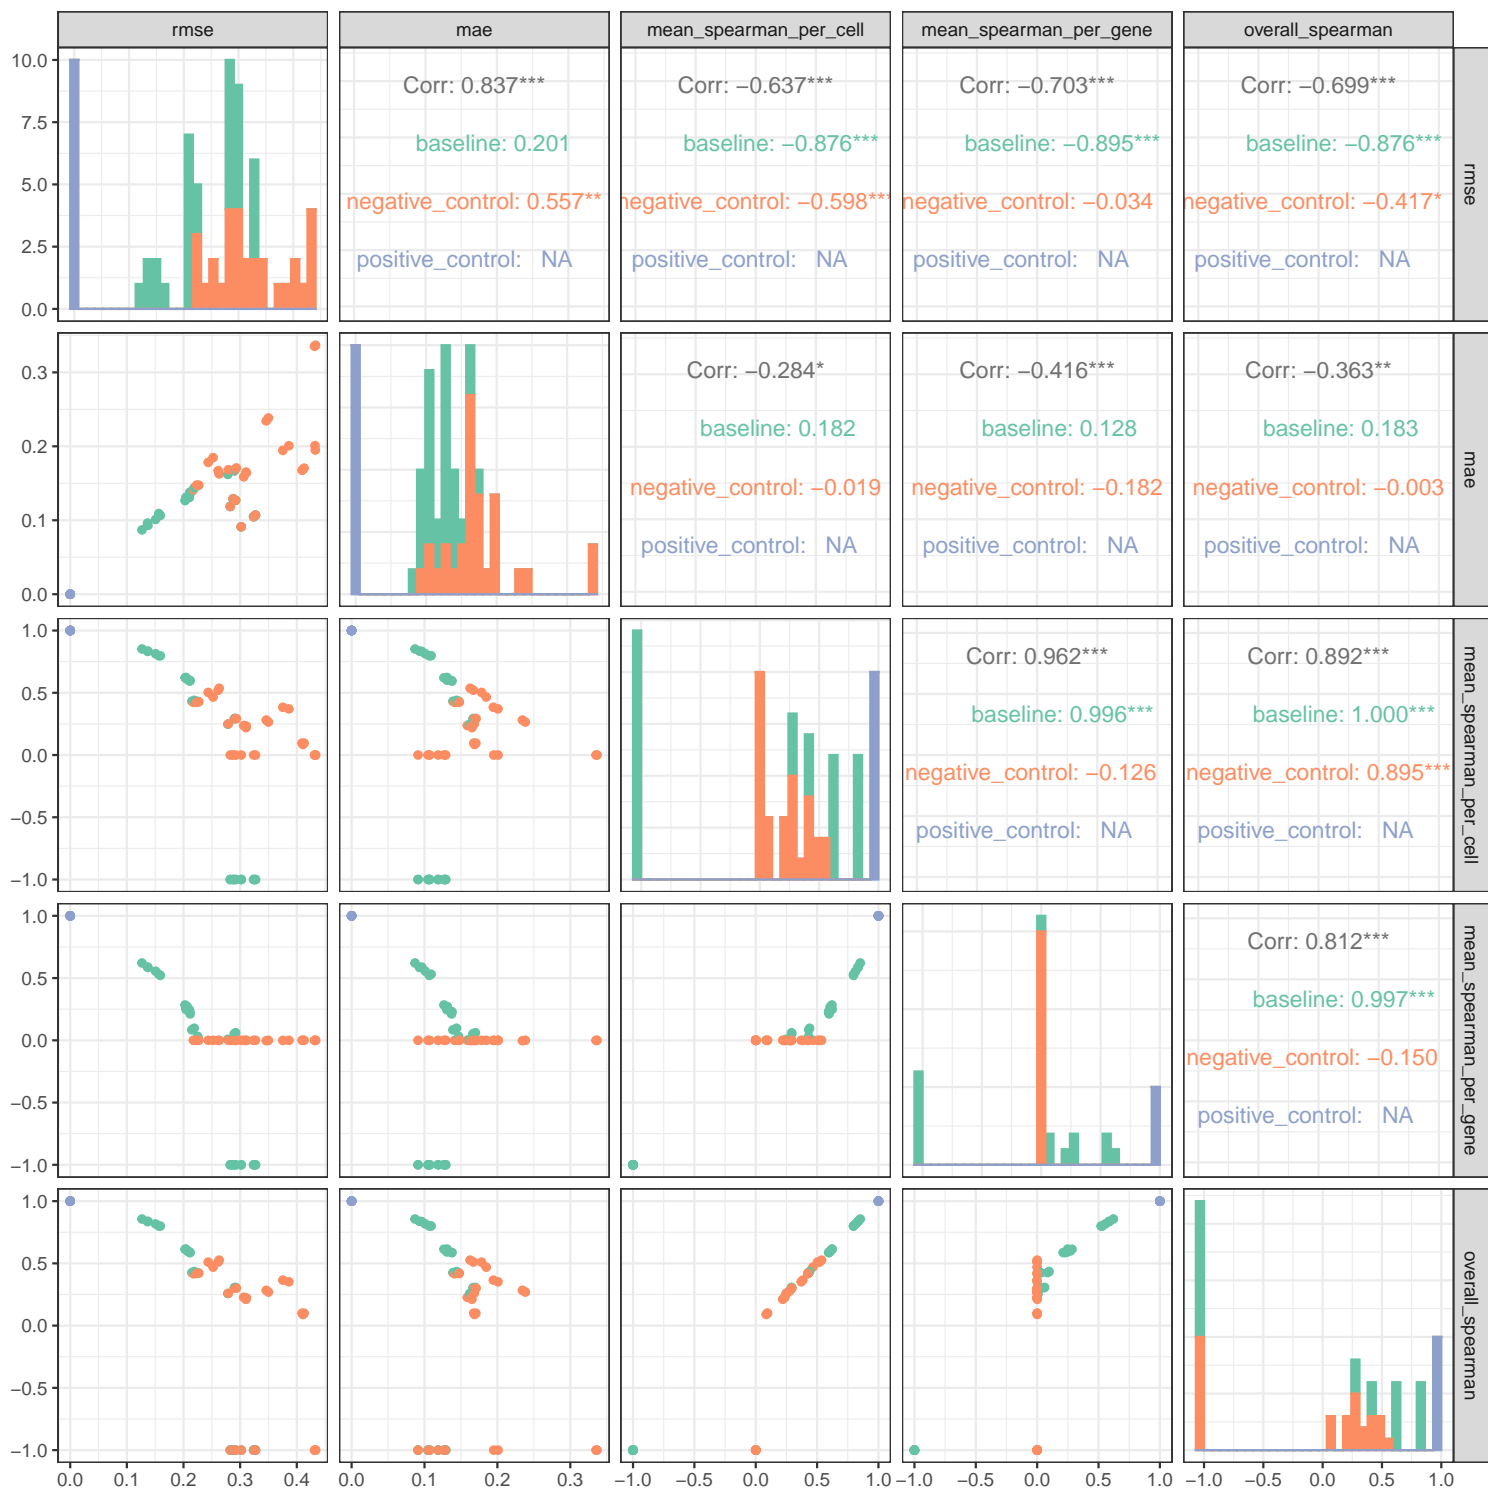 rmse
mae
mean_spearman_per_cell
mean_spearman_per_gene
overall_spearman
10.0
7.5
5.0
2.5
0.0
Corr: 0.837***
baseline: 0.201
negative_control: 0.557**
positive_control: NA
Corr: −0.637***
baseline: −0.876***
negative_control: −0.598***
positive_control: NA
Corr: −0.703***
baseline: −0.895***
negative_control: −0.034
positive_control: NA
Corr: −0.699***
baseline: −0.876***
negative_control: −0.417*
positive_control: NA
rmse
0.3
0.2
0.1
0.0
Corr: −0.284*
baseline: 0.182
negative_control: −0.019
positive_control: NA
Corr: −0.416***
baseline: 0.128
negative_control: −0.182
positive_control: NA
Corr: −0.363**
baseline: 0.183
negative_control: −0.003
positive_control: NA
mae
1.0
0.5
0.0
−0.5
−1.0
Corr: 0.962***
baseline: 0.996***
negative_control: −0.126
positive_control: NA
Corr: 0.892***
baseline: 1.000***
negative_control: 0.895***
positive_control: NA
mean_spearman_per_cell
1.0
0.5
0.0
−0.5
−1.0
Corr: 0.812***
baseline: 0.997***
negative_control: −0.150
positive_control: NA
mean_spearman_per_gene
1.0
0.5
0.0
−0.5
−1.0
overall_spearman
0.0 0.1 0.2 0.3 0.4
0.0 0.1 0.2 0.3
−1.0 −0.5 0.0 0.5 1.0
−1.0 −0.5 0.0 0.5 1.0
−1.0 −0.5 0.0 0.5 1.0